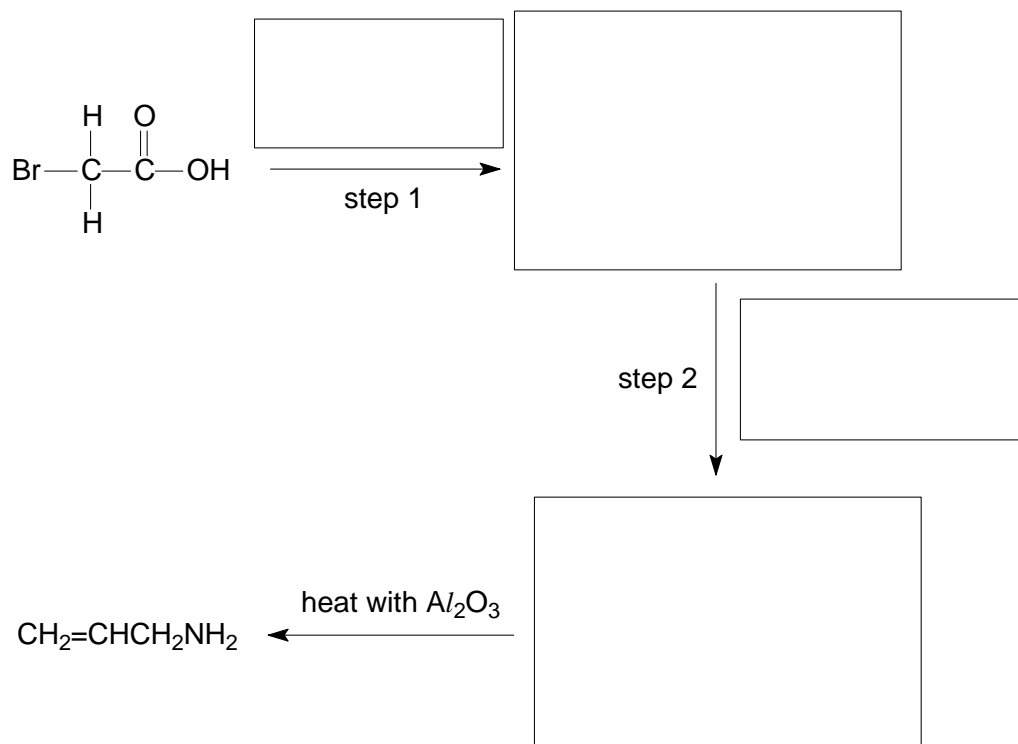 H O
Br—C—C—OH
H
step 1
step 2
heat with Al₂O₃
CH₂=CHCH₂NH₂